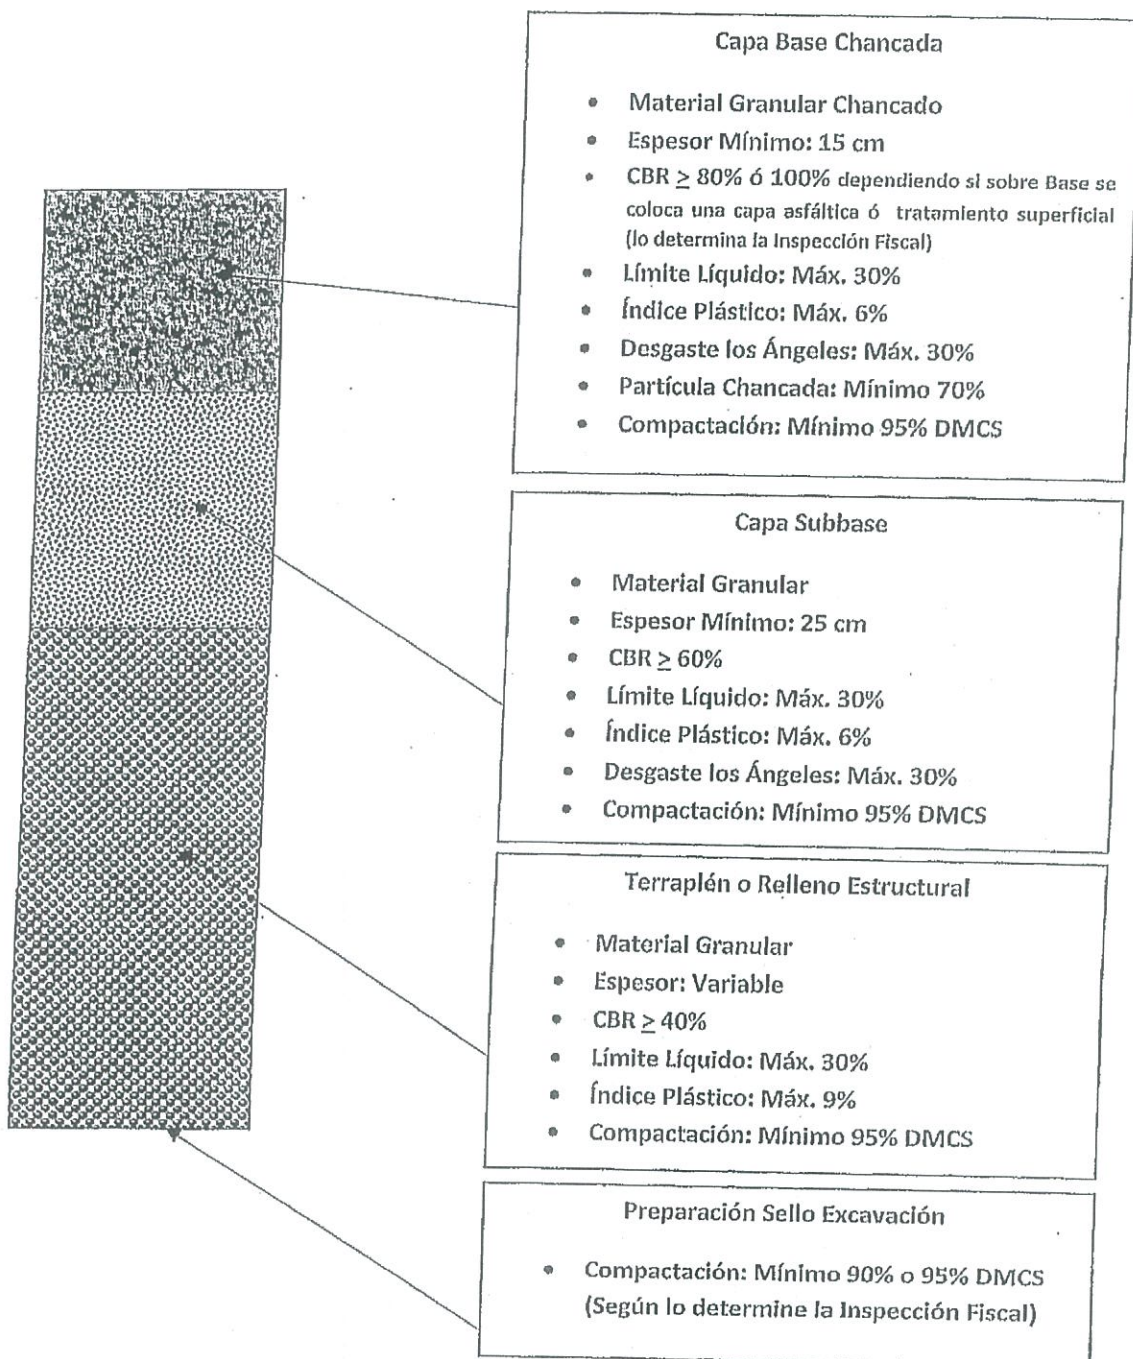 Capa Base Chancada
• Material Granular Chancado
• Espesor Mínimo: 15 cm
• CBR ≥ 80% ó 100% dependiendo si sobre Base se
coloca una capa asfáltica ó tratamiento superficial
(lo determina la Inspección Fiscal)
• Límite Líquido: Máx. 30%
• Índice Plástico: Máx. 6%
• Desgaste los Ángeles: Máx. 30%
• Partícula Chancada: Mínimo 70%
• Compactación: Mínimo 95% DMCS
Capa Subbase
• Material Granular
• Espesor Mínimo: 25 cm
• CBR ≥ 60%
• Límite Líquido: Máx. 30%
• Índice Plástico: Máx. 6%
• Desgaste los Ángeles: Máx. 30%
• Compactación: Mínimo 95% DMCS
Terraplén o Relleno Estructural
• Material Granular
• Espesor: Variable
• CBR ≥ 40%
• Límite Líquido: Máx. 30%
• Índice Plástico: Máx. 9%
• Compactación: Mínimo 95% DMCS
Preparación Sello Excavación
• Compactación: Mínimo 90% o 95% DMCS
(Según lo determine la Inspección Fiscal)